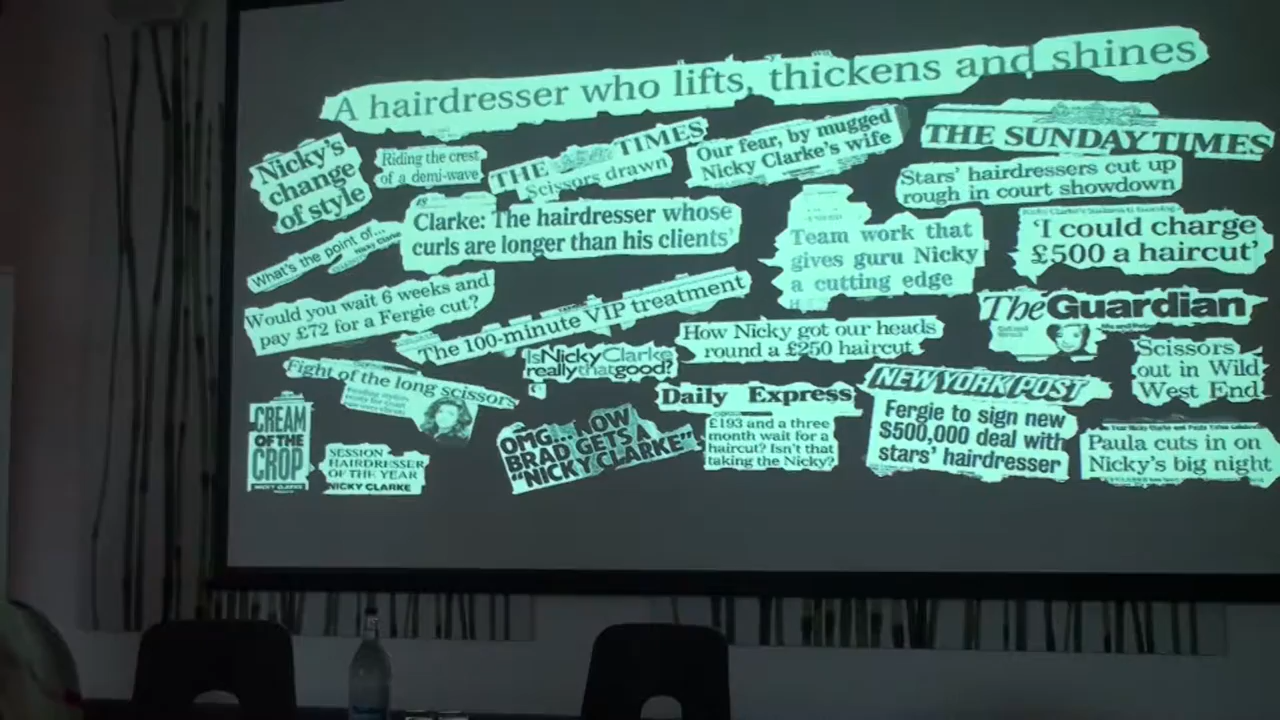 A hairdresser who lifts, thickens and shines
Nicky's
change
of style
Riding the crest
of a demi-wave
THE TIMES
Scissors drawn
Our fear, by mugged
Nicky Clarke's wife
THE SUNDAY TIMES
Stars' hairdressers cut up
rough in court showdown
What's the point of...
Nicky Clarke
Clarke: The hairdresser whose
curls are longer than his clients'
Team work that
gives guru Nicky
a cutting edge
'I could charge
£500 a haircut'
Would you wait 6 weeks and
pay £72 for a Fergie cut?
The 100-minute VIP treatment
How Nicky got our heads
round a £250 haircut
TheGuardian
IsNickyClarke
reallythatgood?
Scissors
out in Wild
West End
Fight of the long scissors
Daily Express
£193 and a three
month wait for a
haircut? Isn't that
taking the Nicky?
NEW YORK POST
Fergie to sign new
$500,000 deal with
stars' hairdresser
Paula cuts in on
Nicky's big night
CREAM
OF THE
CROP
NICKY CLARKE
SESSION
HAIRDRESSER
OF THE YEAR
NICKY CLARKE
OMG... NOW
BRAD GETS
"NICKY CLARKE"